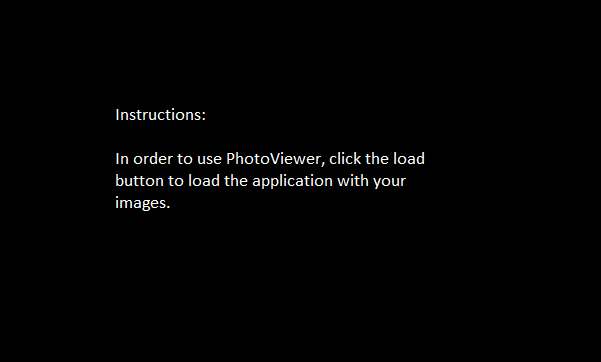 Instructions:
In order to use PhotoViewer, click the load
button to load the application with your
images.